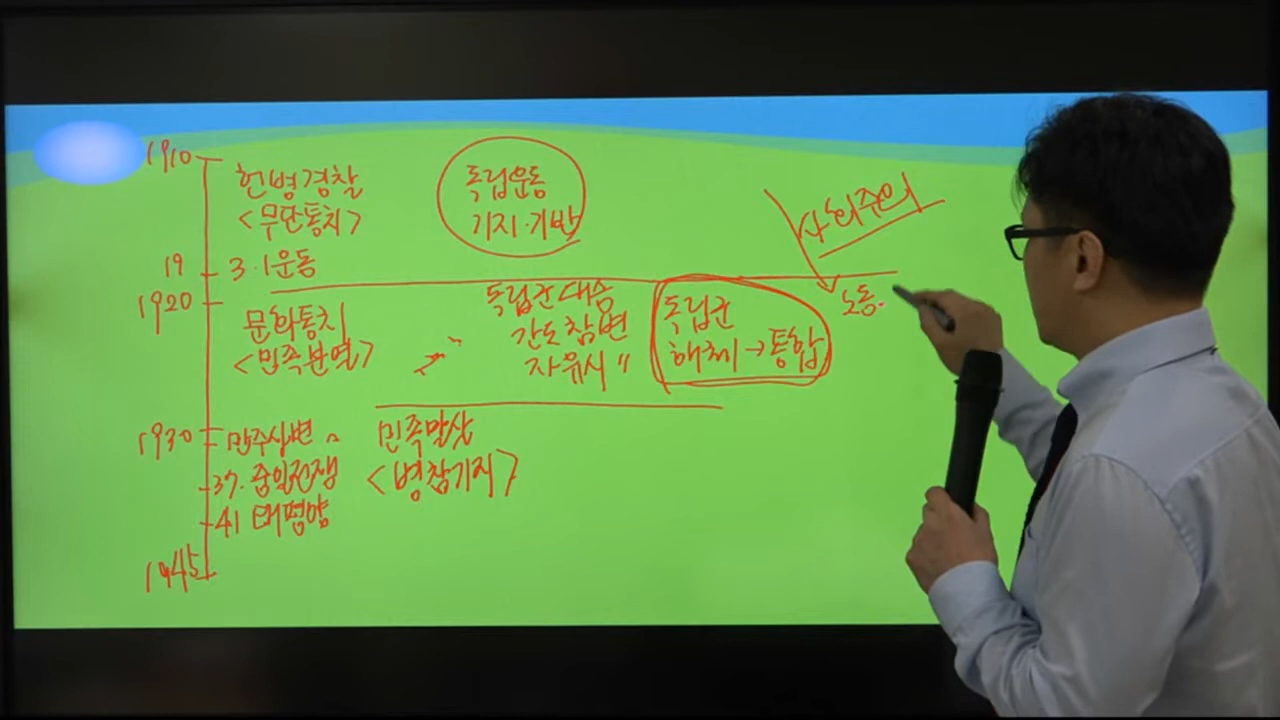 1910
헌병경찰
<무단통치>
독립운동
기지·기반
사회주의
19 3·1운동
1920
문화통치
<민족분열>
독립군대승
간도참변
자유시 〃
독립군
해체→통합
노동·
1930 만주사변
민족말살
<병참기지>
37. 중일전쟁
41 태평양
1945